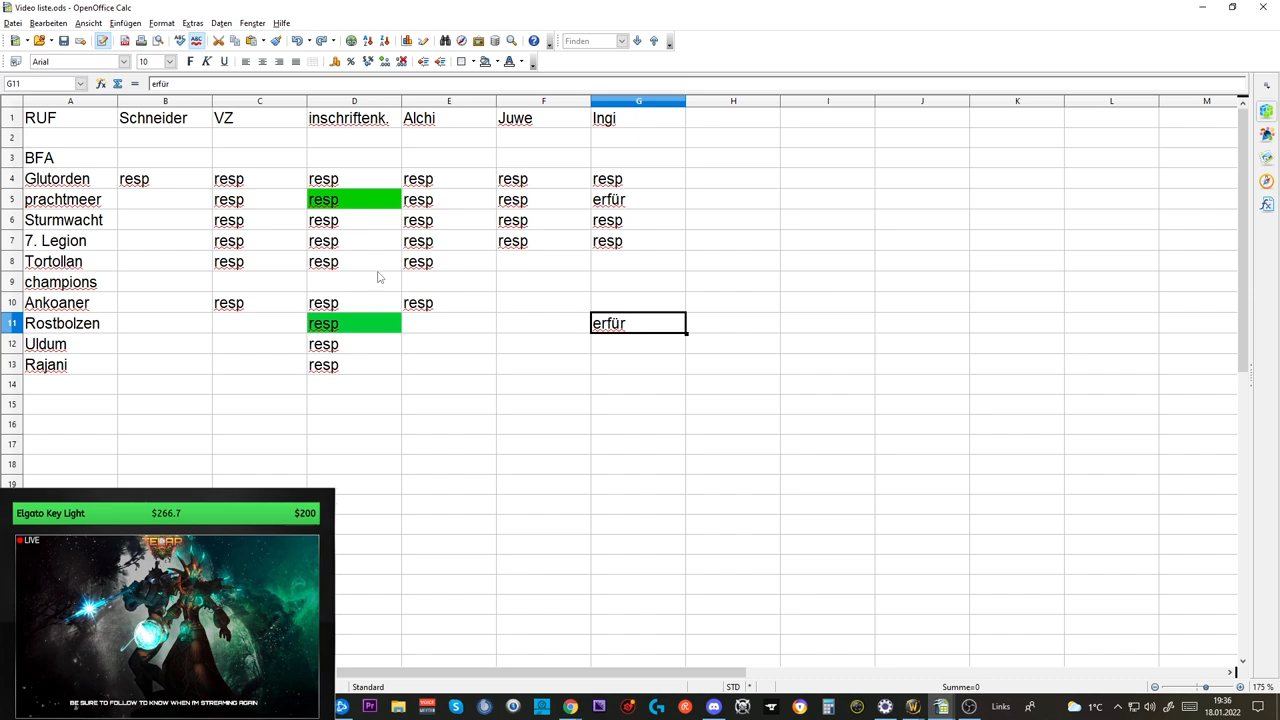 Video liste.ods - OpenOffice Calc
Datei Bearbeiten Ansicht Einfügen Format Extras Daten Fenster Hilfe
Finden
Arial 10
G11 erfür
A B C D E F G H I J K L M
1 RUF Schneider VZ inschriftenk. Alchi Juwe Ingi
2
3 BFA
4 Glutorden resp resp resp resp resp resp
5 prachtmeer resp resp resp resp erfür
6 Sturmwacht resp resp resp resp resp
7 7. Legion resp resp resp resp resp
8 Tortollan resp resp resp
9 champions
10 Ankoaner resp resp resp
11 Rostbolzen resp erfür
12 Uldum resp
13 Rajani resp
14
15
16
17
18
19
Elgato Key Light $266.7 $200
LIVE
BE SURE TO FOLLOW TO KNOW WHEN I'M STREAMING AGAIN
Standard STD * Summe=0 175 %
Links 1°C 19:36
18.01.2022